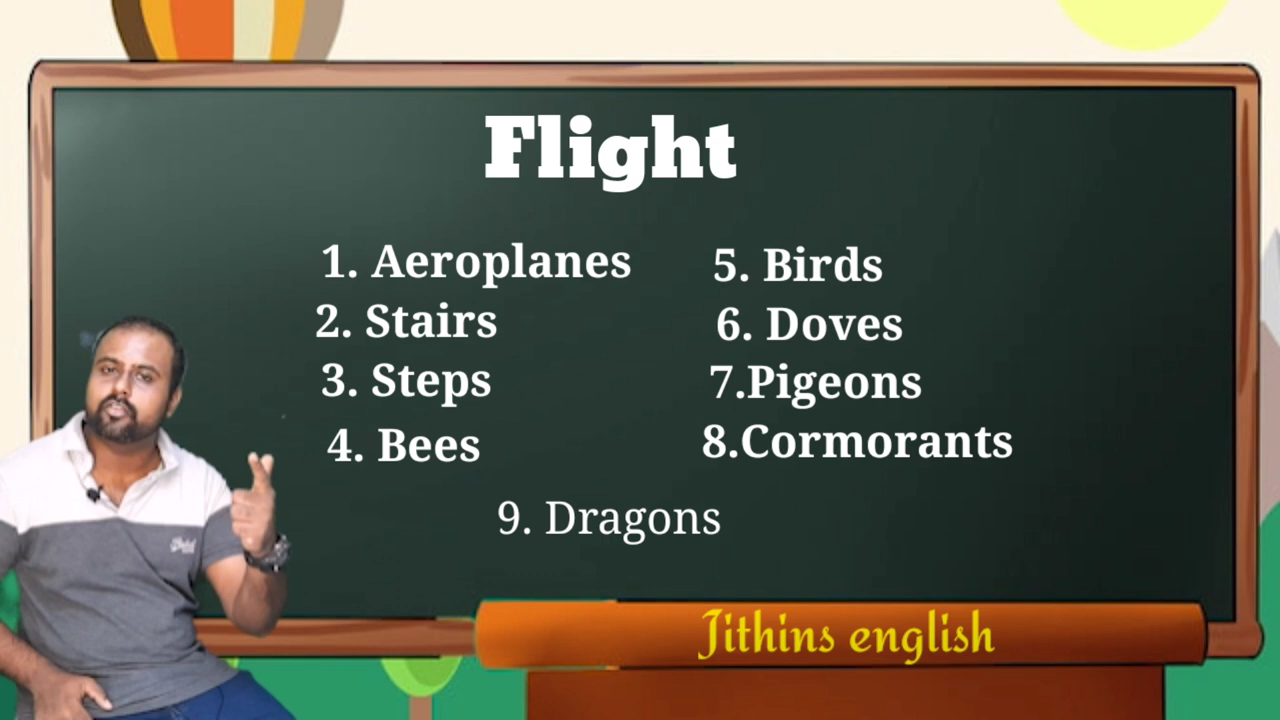 Flight
1. Aeroplanes
2. Stairs
3. Steps
4. Bees
5. Birds
6. Doves
7.Pigeons
8.Cormorants
9. Dragons
Jithins english